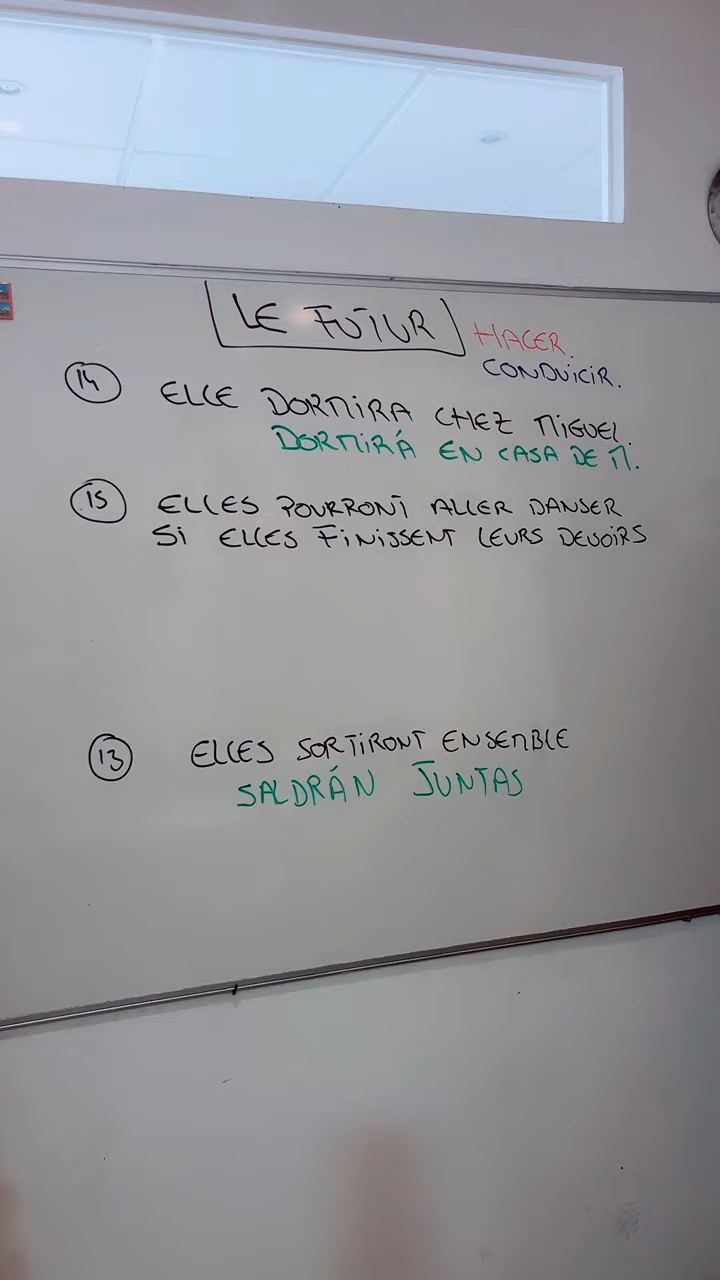 LE FUTUR
HACER.
CONDUICIR.
14 ELLE DORMIRA CHEZ MIGUEL.
DORMIRÁ EN CASA DE M.
15 ELLES POURRONT ALLER DANSER
SI ELLES FINISSENT LEURS DEVOIRS
13 ELLES SORTIRONT ENSEMBLE
SALDRÁN JUNTAS